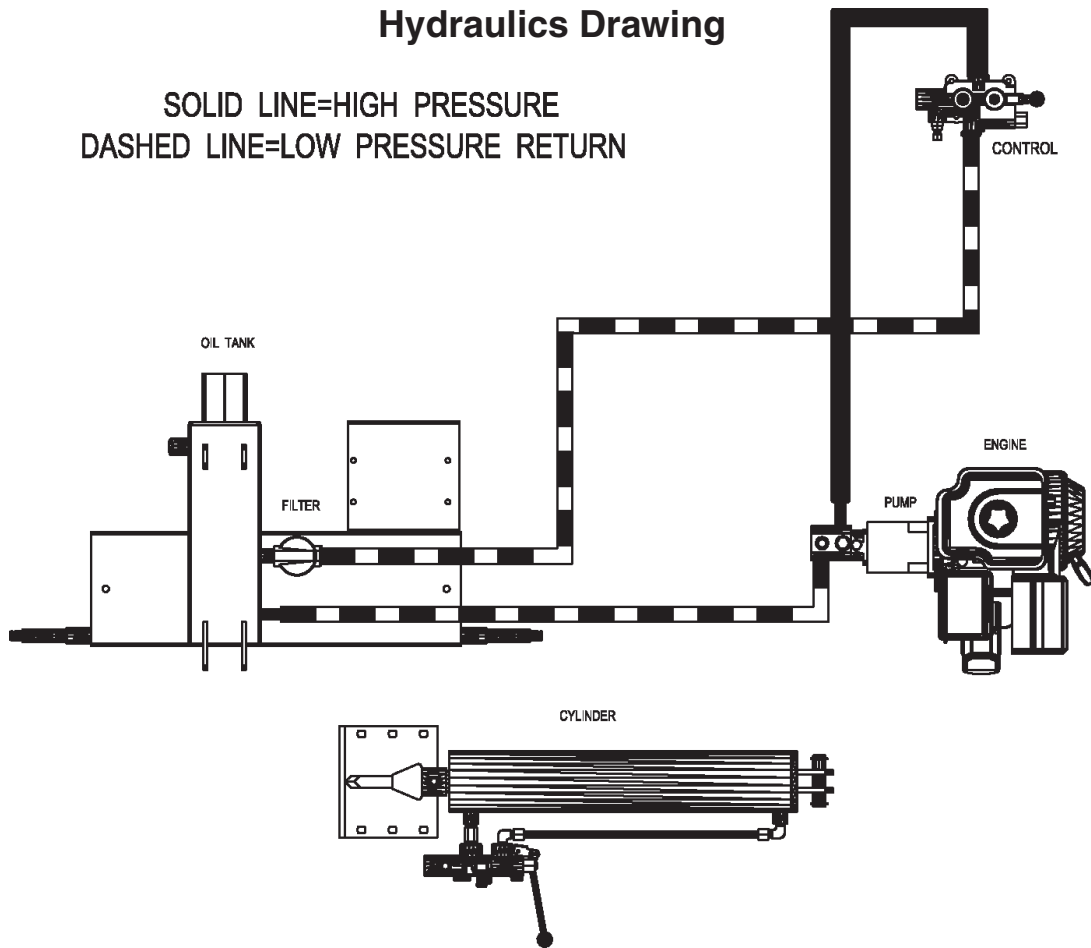 Hydraulics Drawing
SOLID LINE=HIGH PRESSURE
DASHED LINE=LOW PRESSURE RETURN
CONTROL
OIL TANK
ENGINE
FILTER
PUMP
CYLINDER